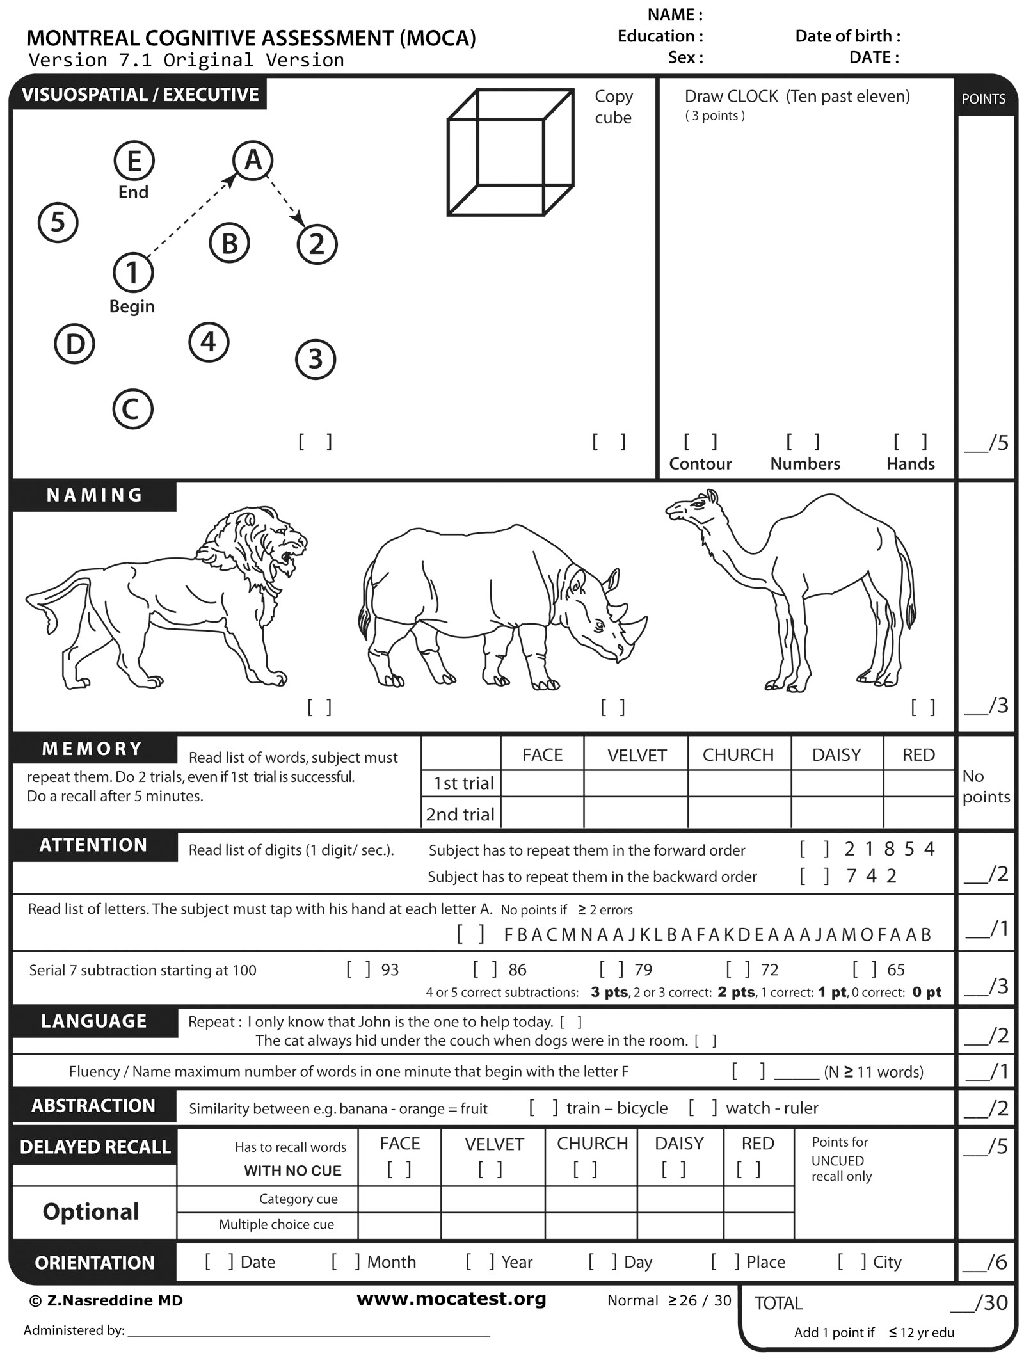 NAME :
MONTREAL COGNITIVE ASSESSMENT (MOCA)
Education :
Date of birth :
Version 7.1 Original Version
Sex :
DATE :
VISUOSPATIAL / EXECUTIVE
Copy
cube
Draw CLOCK (Ten past eleven)
( 3 points )
POINTS
E
End
A
5
B
2
1
Begin
D
4
3
C
[ ]
[ ]
[ ] [ ] [ ]
Contour Numbers Hands
__/5
NAMING
[ ] [ ] [ ]
__/3
MEMORY
Read list of words, subject must
repeat them. Do 2 trials, even if 1st trial is successful.
Do a recall after 5 minutes.
FACE VELVET CHURCH DAISY RED
1st trial
2nd trial
No
points
ATTENTION
Read list of digits (1 digit/ sec.).
Subject has to repeat them in the forward order [ ] 2 1 8 5 4
Subject has to repeat them in the backward order [ ] 7 4 2
__/2
Read list of letters. The subject must tap with his hand at each letter A. No points if ≥ 2 errors
[ ] F B A C M N A A J K L B A F A K D E A A A J A M O F A A B
__/1
Serial 7 subtraction starting at 100 [ ] 93 [ ] 86 [ ] 79 [ ] 72 [ ] 65
4 or 5 correct subtractions: 3 pts, 2 or 3 correct: 2 pts, 1 correct: 1 pt, 0 correct: 0 pt
__/3
LANGUAGE
Repeat : I only know that John is the one to help today. [ ]
The cat always hid under the couch when dogs were in the room. [ ]
__/2
Fluency / Name maximum number of words in one minute that begin with the letter F [ ] _____ (N ≥ 11 words)
__/1
ABSTRACTION
Similarity between e.g. banana - orange = fruit [ ] train – bicycle [ ] watch - ruler
__/2
DELAYED RECALL
Has to recall words
WITH NO CUE
FACE VELVET CHURCH DAISY RED
[ ] [ ] [ ] [ ] [ ]
Points for
UNCUED
recall only
__/5
Optional
Category cue
Multiple choice cue
ORIENTATION
[ ] Date [ ] Month [ ] Year [ ] Day [ ] Place [ ] City
__/6
© Z.Nasreddine MD
www.mocatest.org
Normal ≥ 26 / 30
TOTAL
__/30
Administered by: ____________________
Add 1 point if ≤ 12 yr edu